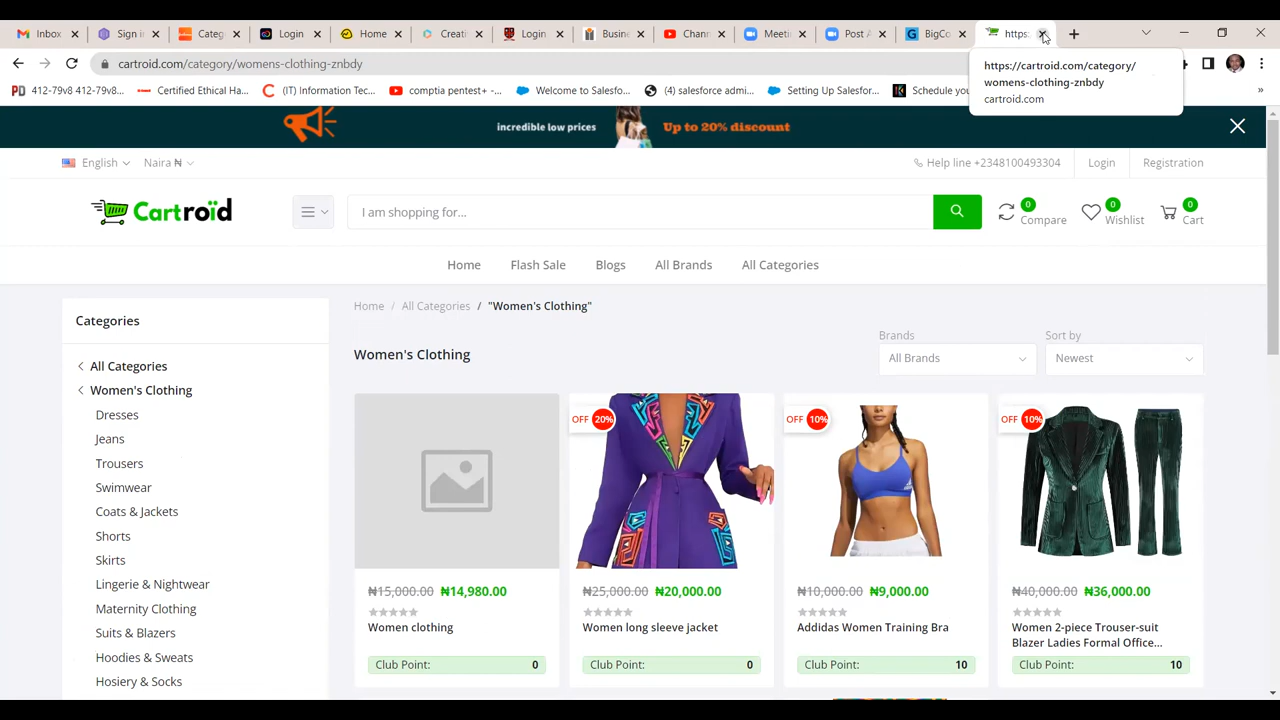 Inbox
Sign in
Categ
Login
Home
Creati
Login
Busine
Chann
Meeti
Post A
BigCo
https:
cartroid.com/category/womens-clothing-znbdy
https://cartroid.com/category/
womens-clothing-znbdy
cartroid.com
PD 412-79v8 412-79v8...
Certified Ethical Ha...
(IT) Information Tec...
comptia pentest+ -...
Welcome to Salesfo...
(4) salesforce admi...
Setting Up Salesfor...
Schedule you
»
incredible low prices
Up to 20% discount
English
Naira ₦
Help line +2348100493304
Login
Registration
Cartroïd
I am shopping for...
0
Compare
0
Wishlist
0
Cart
Home
Flash Sale
Blogs
All Brands
All Categories
Categories
All Categories
Women's Clothing
Dresses
Jeans
Trousers
Swimwear
Coats & Jackets
Shorts
Skirts
Lingerie & Nightwear
Maternity Clothing
Suits & Blazers
Hoodies & Sweats
Hosiery & Socks
Home / All Categories / "Women's Clothing"
Women's Clothing
Brands
All Brands
Sort by
Newest
₦15,000.00 ₦14,980.00
Women clothing
Club Point: 0
OFF 20%
₦25,000.00 ₦20,000.00
Women long sleeve jacket
Club Point: 0
OFF 10%
₦10,000.00 ₦9,000.00
Addidas Women Training Bra
Club Point: 10
OFF 10%
₦40,000.00 ₦36,000.00
Women 2-piece Trouser-suit
Blazer Ladies Formal Office...
Club Point: 10